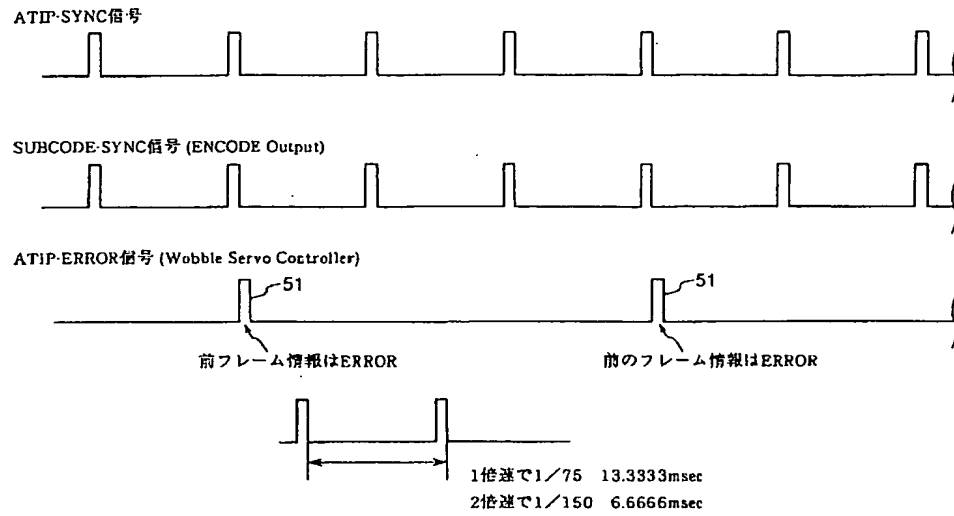 ATIP-SYNC信号
SUBCODE-SYNC信号 (ENCODE Output)
ATIP-ERROR信号 (Wobble Servo Controller)
51
51
前フレーム情報はERROR
前のフレーム情報はERROR
1倍速で1/75 13.3333msec
2倍速で1/150 6.6666msec